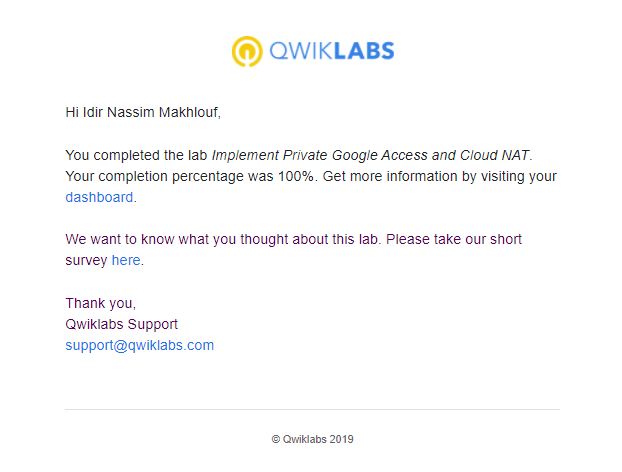 QWIKLABS
Hi Idir Nassim Makhlouf,
You completed the lab Implement Private Google Access and Cloud NAT.
Your completion percentage was 100%. Get more information by visiting your
dashboard.
We want to know what you thought about this lab. Please take our short
survey here.
Thank you,
Qwiklabs Support
support@qwiklabs.com
© Qwiklabs 2019